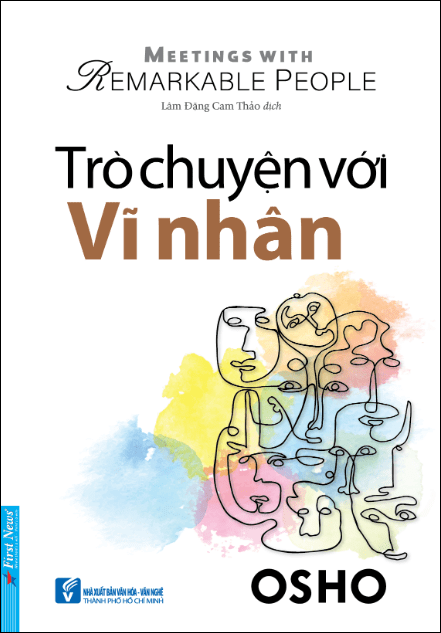 MEETINGS WITH
REMARKABLE PEOPLE
Lâm Đặng Cam Thảo dịch
Trò chuyện với
Vĩ nhân
First News
NHÀ XUẤT BẢN VĂN HÓA - VĂN NGHỆ
THÀNH PHỐ HỒ CHÍ MINH
OSHO